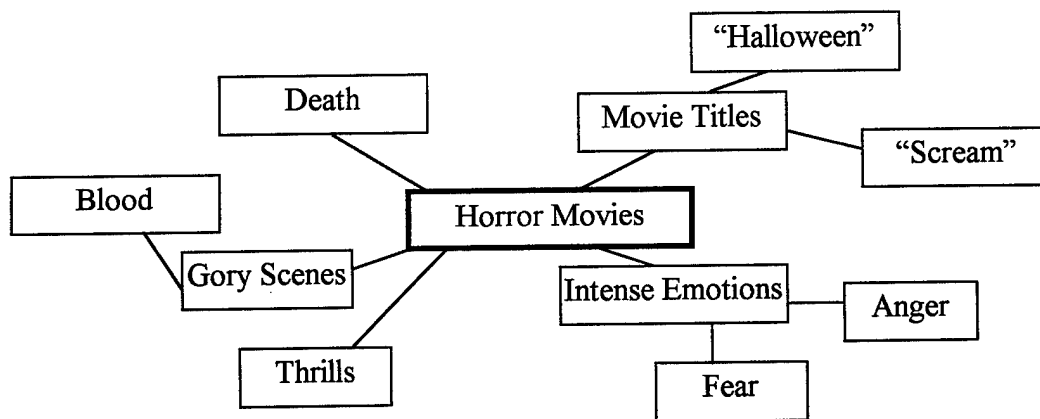 “Halloween”
Death
Movie Titles
“Scream”
Blood
Horror Movies
Gory Scenes
Intense Emotions
Anger
Thrills
Fear